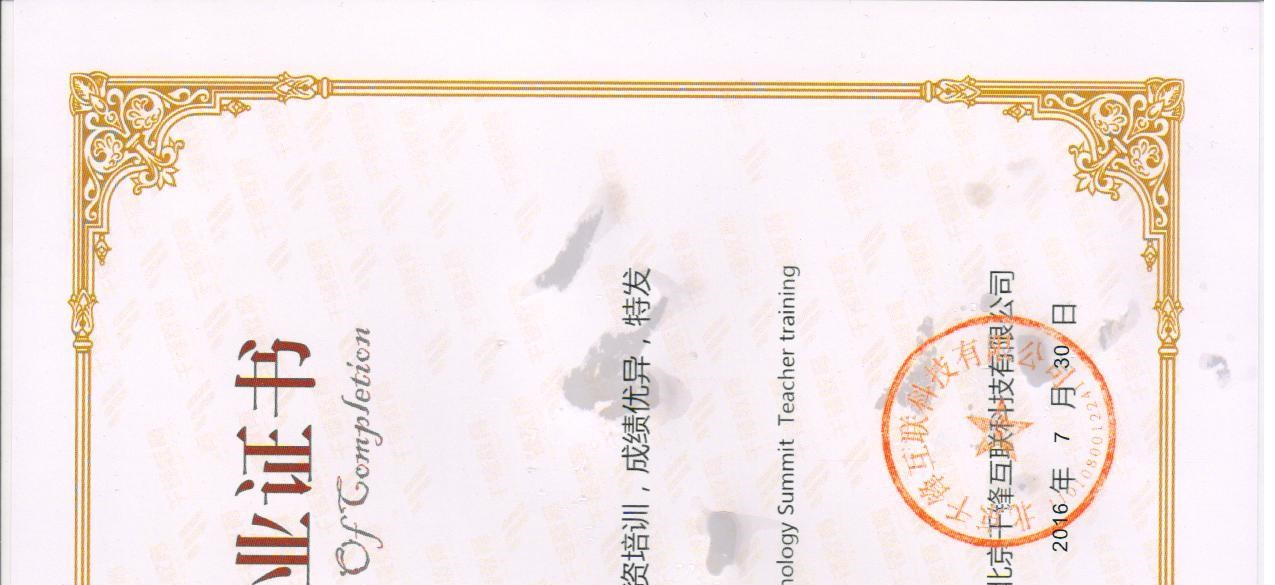 业证书
Of Completion
资培训，成绩优异，特发
nology Summit Teacher training
北京千锋互联科技有限公司
2016 年 7 月 30 日